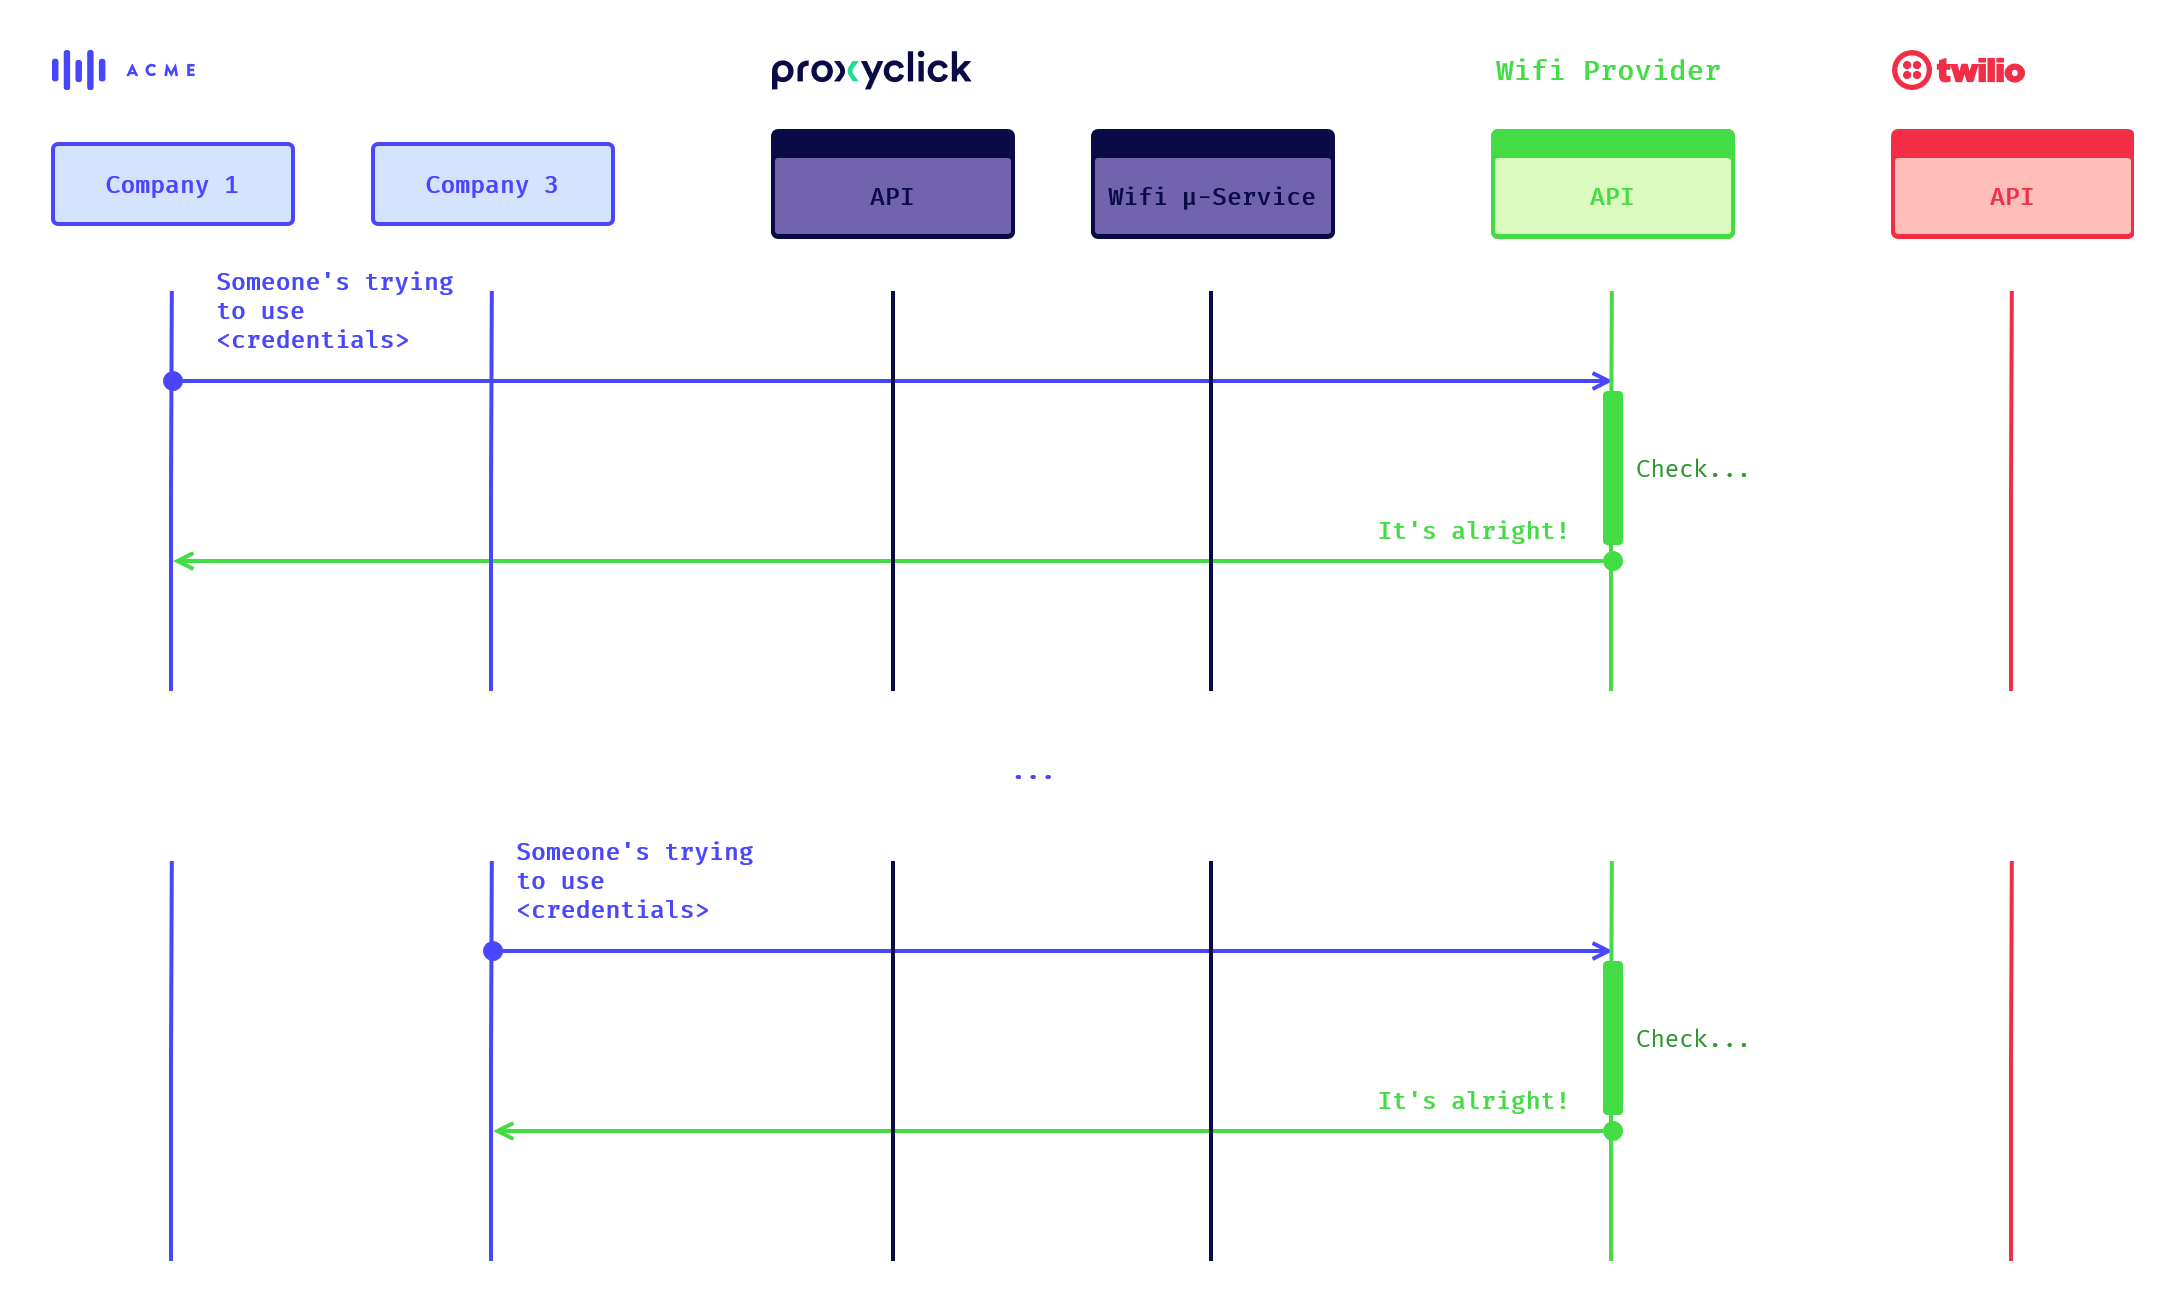 ACME
proxyclick
Wifi Provider
twilio
Company 1
Company 3
API
Wifi μ-Service
API
API
Someone's trying
to use
<credentials>
Check...
It's alright!
...
Someone's trying
to use
<credentials>
Check...
It's alright!